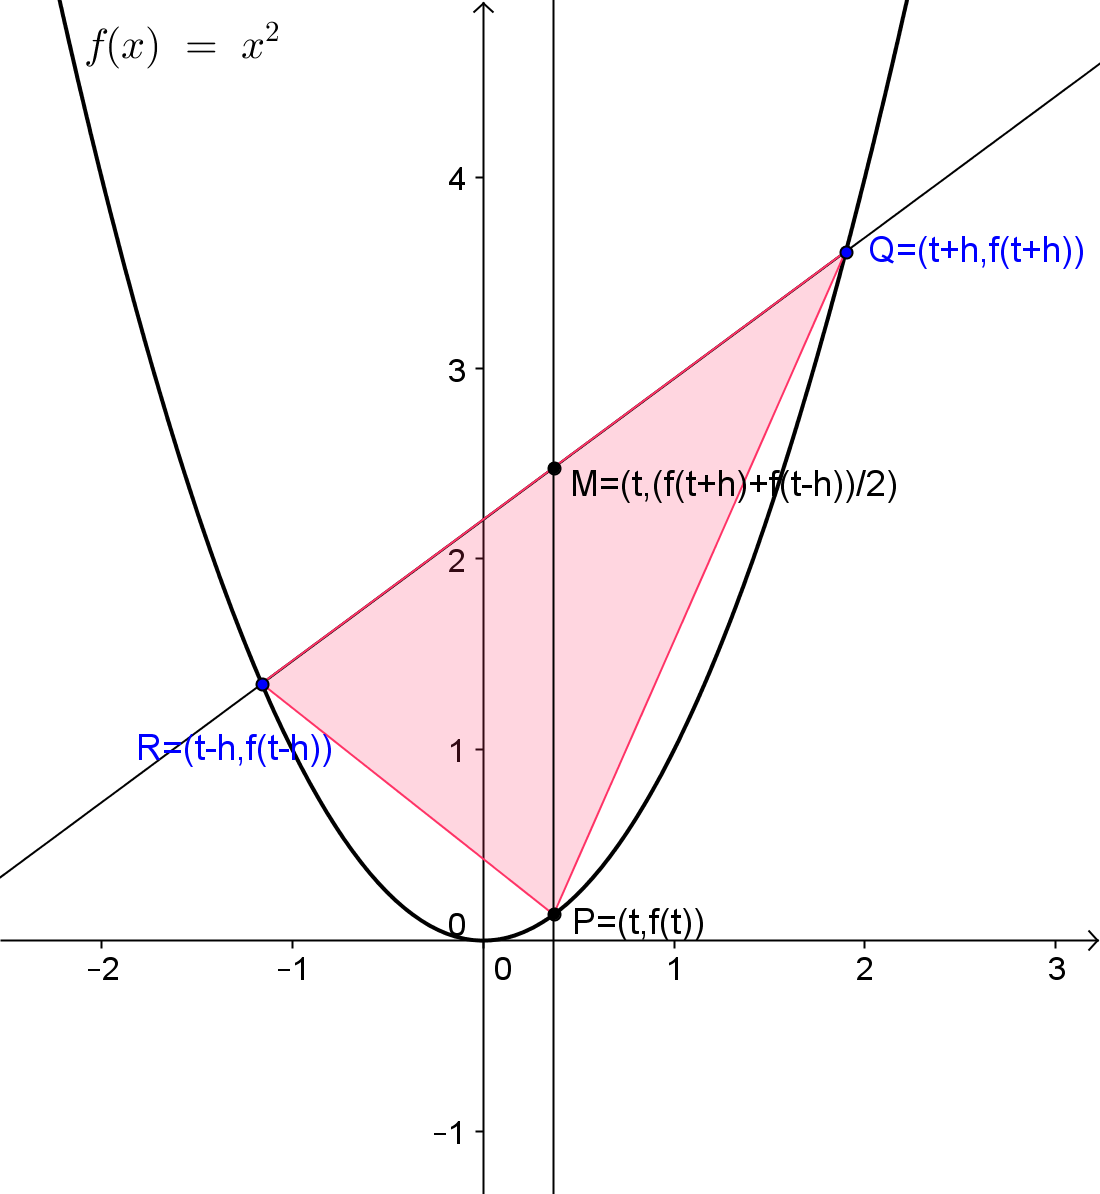 f(x) = x²
4
Q=(t+h,f(t+h))
3
M=(t,(f(t+h)+f(t-h))/2)
2
R=(t-h,f(t-h))
1
0
P=(t,f(t))
−2 −1 0 1 2 3
−1